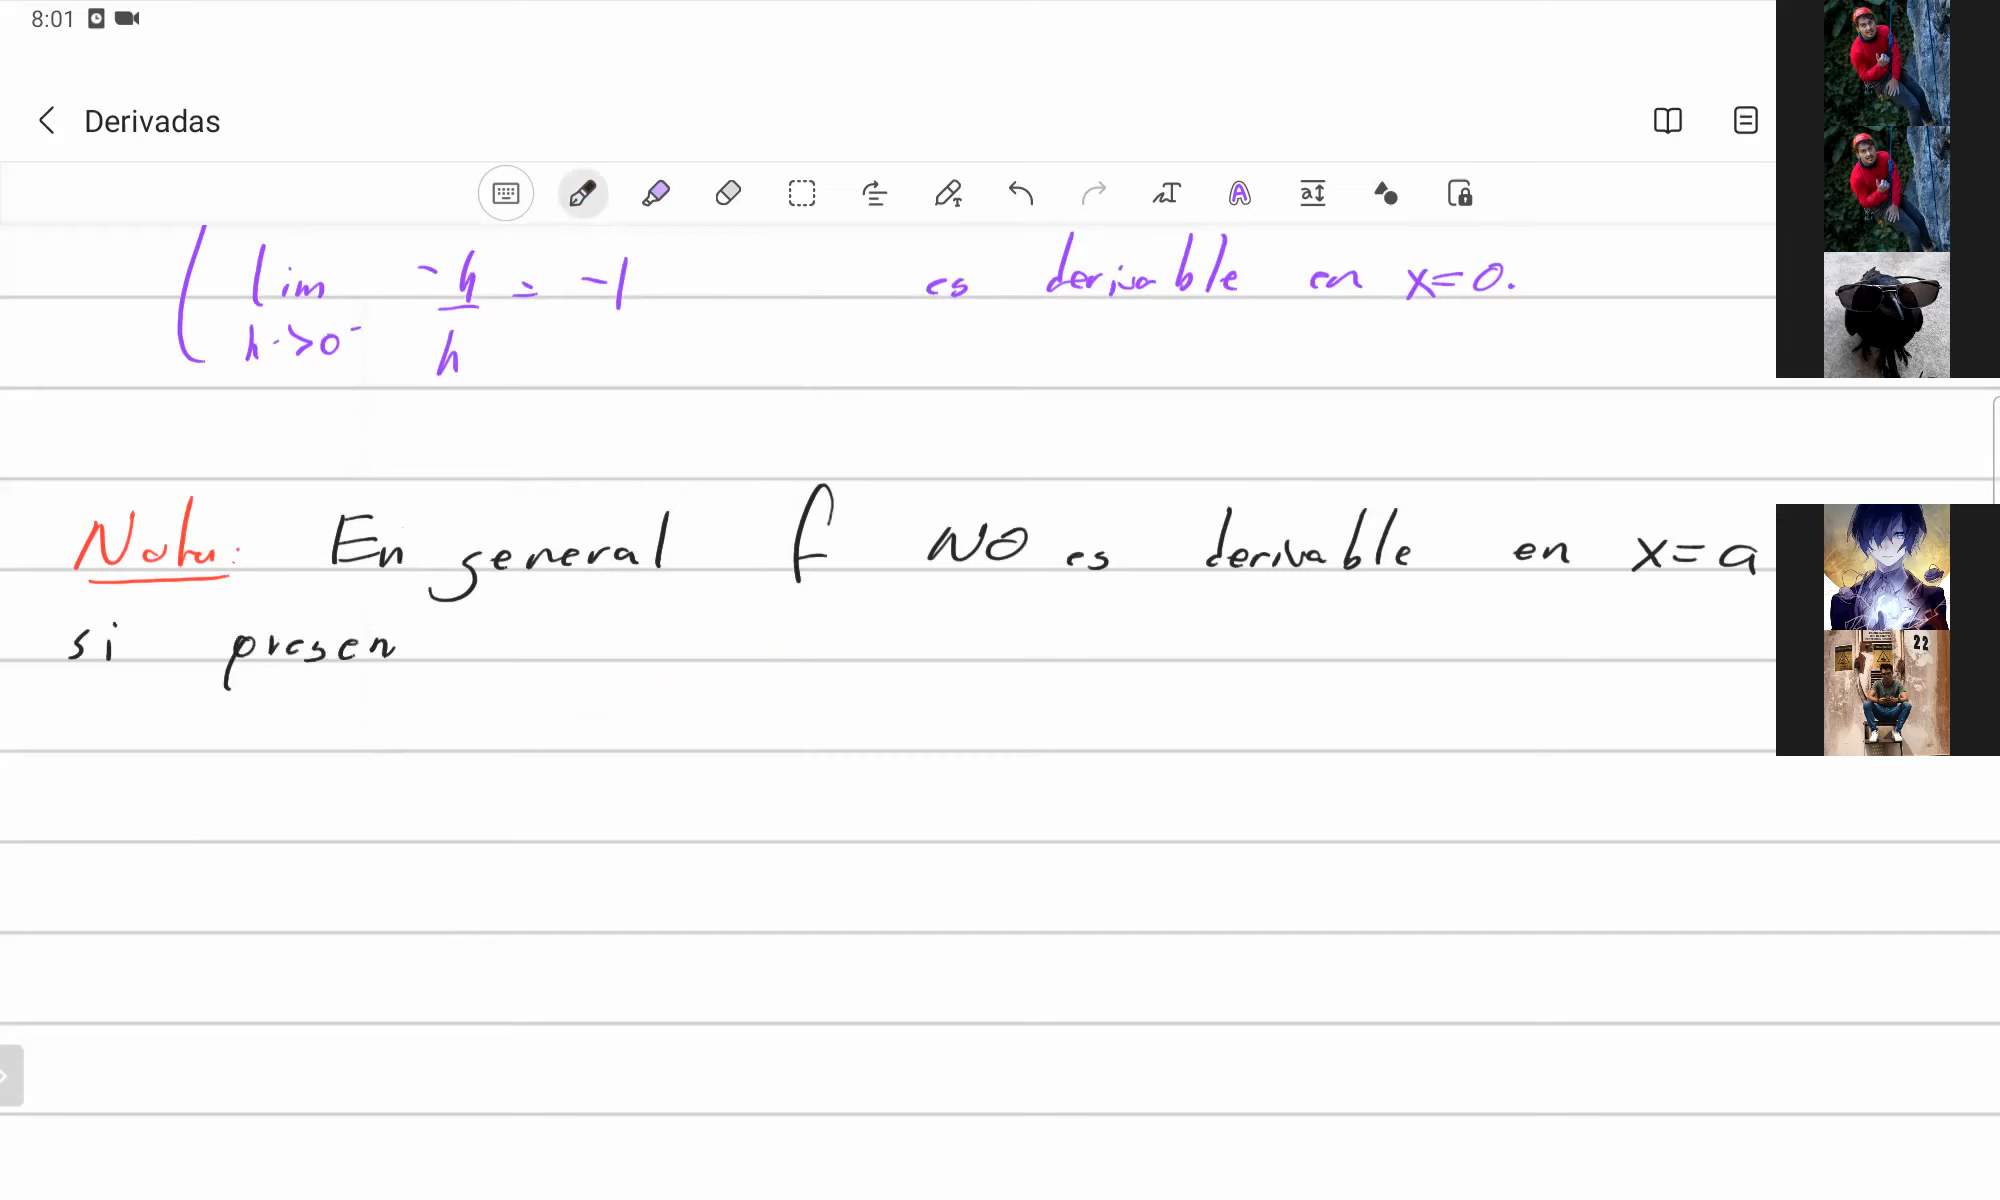 8:01
Derivadas
lim -h/h = -1 es derivable en x=0.
h->0⁻
Nota: En general f NO es derivable en x=a
si presen
22